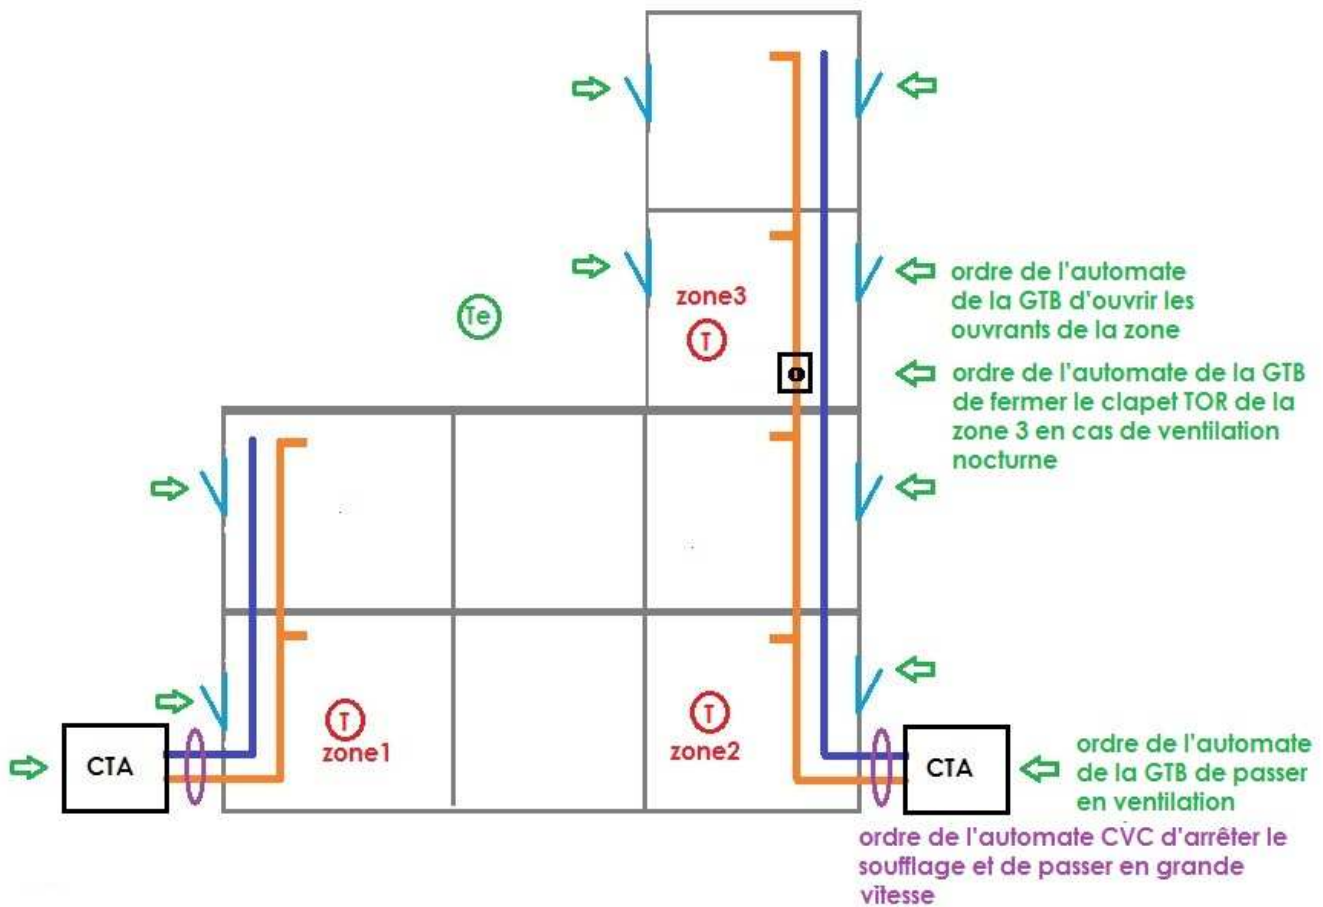 ordre de l'automate
de la GTB d'ouvrir les
ouvrants de la zone
zone3
Te
T
ordre de l'automate de la GTB
de fermer le clapet TOR de la
zone 3 en cas de ventilation
nocturne
T
zone1
T
zone2
CTA
CTA
ordre de l'automate
de la GTB de passer
en ventilation
ordre de l'automate CVC d'arrêter le
soufflage et de passer en grande
vitesse